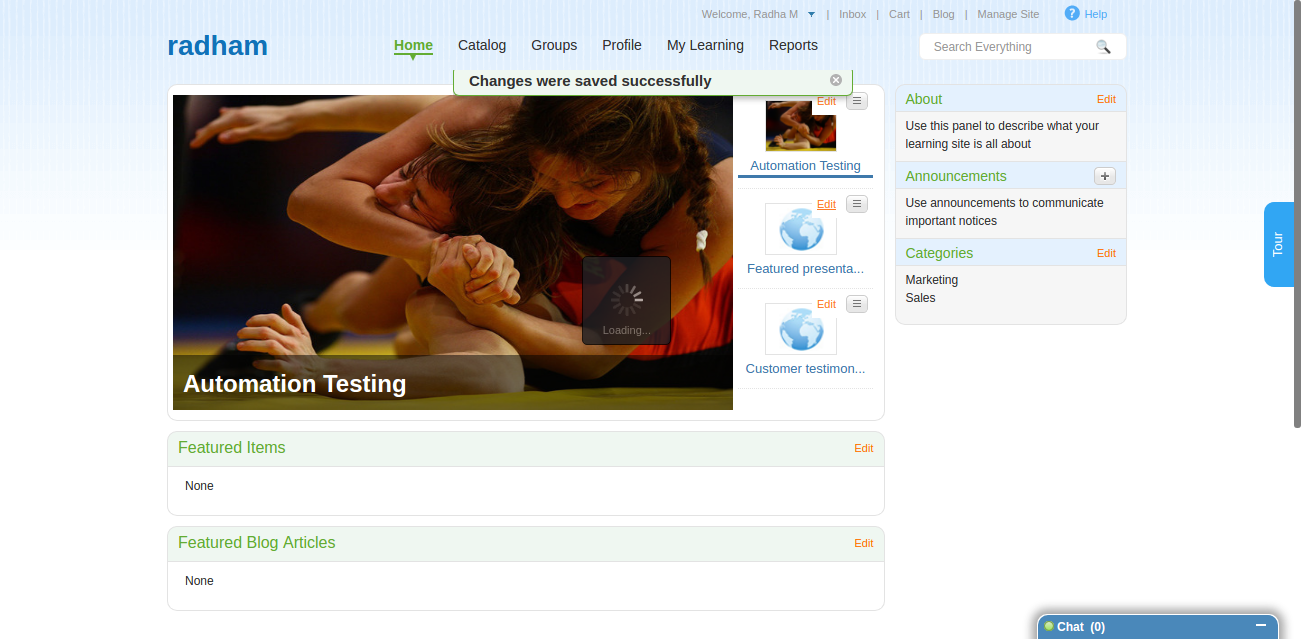 Welcome, Radha M | Inbox | Cart | Blog | Manage Site ? Help
radham
Home Catalog Groups Profile My Learning Reports
Search Everything
Changes were saved successfully
Edit
Automation Testing
Edit
Featured presenta...
Edit
Customer testimon...
Loading...
Automation Testing
About Edit
Use this panel to describe what your
learning site is all about
Announcements +
Use announcements to communicate
important notices
Categories Edit
Marketing
Sales
Tour
Featured Items Edit
None
Featured Blog Articles Edit
None
Chat (0)